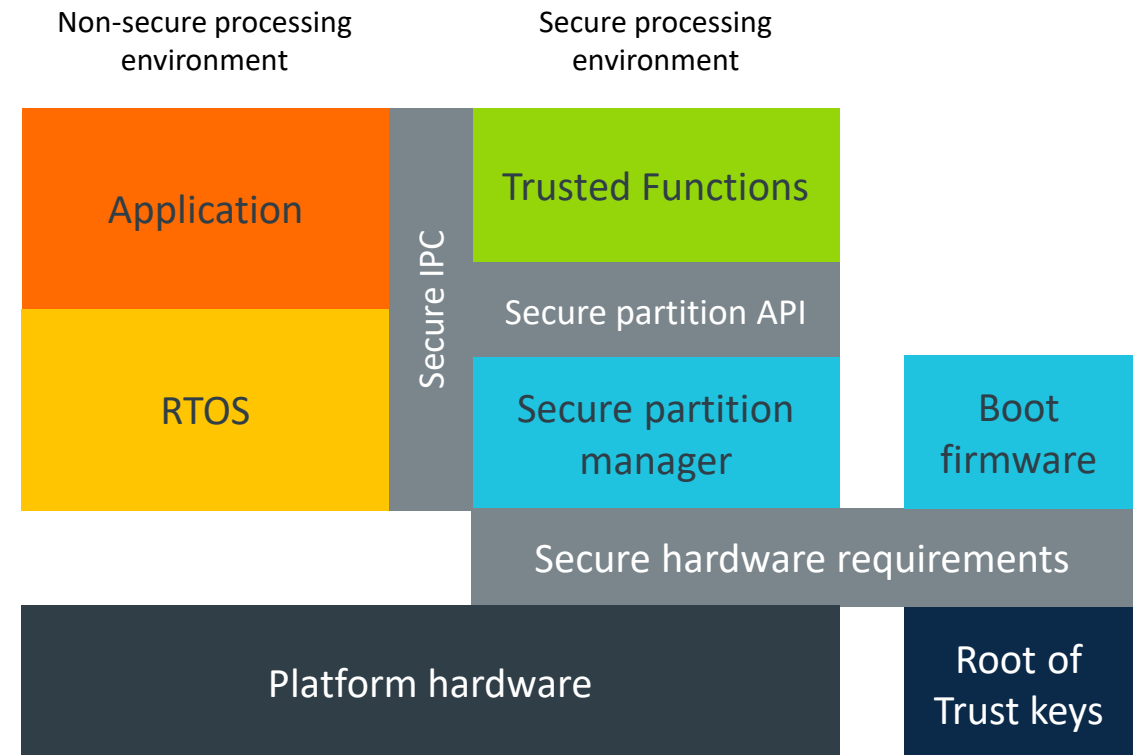 Non-secure processing
environment
Secure processing
environment
Application
Secure IPC
Trusted Functions
Secure partition API
RTOS
Secure partition
manager
Boot
firmware
Secure hardware requirements
Platform hardware
Root of
Trust keys